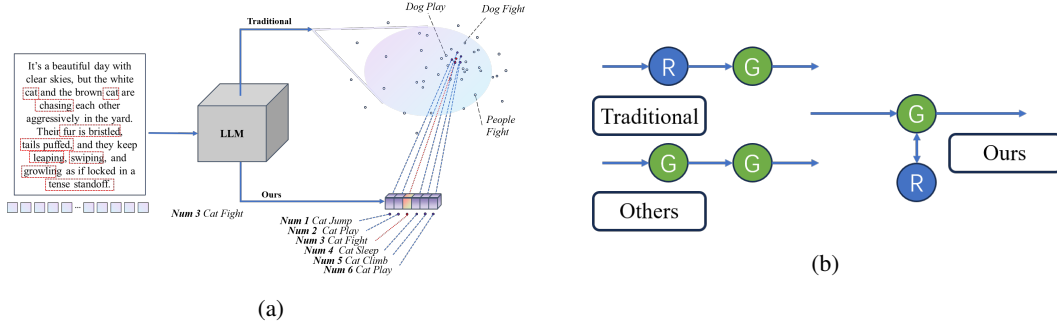 It's a beautiful day with
clear skies, but the white
cat and the brown cat are
chasing each other
aggressively in the yard.
Their fur is bristled,
tails puffed, and they keep
leaping, swiping, and
growling as if locked in a
tense standoff.
...
LLM
Traditional
Ours
Dog Play
Dog Fight
People
Fight
Num 3 Cat Fight
Num 1 Cat Jump
Num 2 Cat Play
Num 3 Cat Fight
Num 4 Cat Sleep
Num 5 Cat Climb
Num 6 Cat Play
(a)
R
G
Traditional
G
G
Others
G
R
Ours
(b)